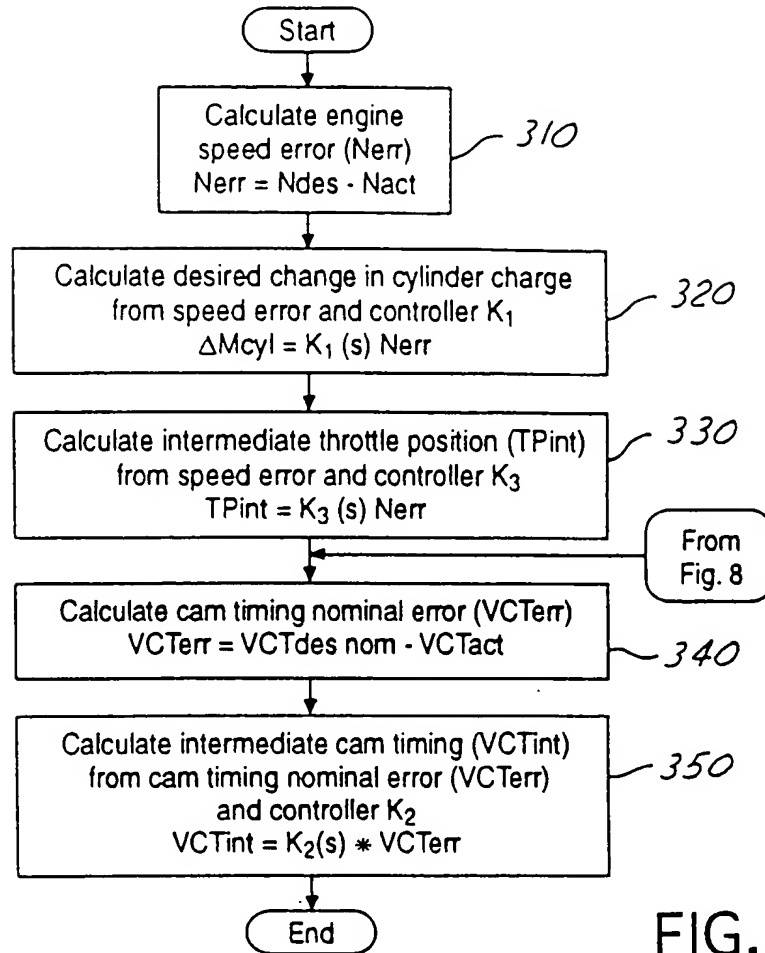 Start
Calculate engine
speed error (Nerr)
Nerr = Ndes - Nact
310
Calculate desired change in cylinder charge
from speed error and controller K₁
ΔMcyl = K₁ (s) Nerr
320
Calculate intermediate throttle position (TPint)
from speed error and controller K₃
TPint = K₃ (s) Nerr
330
From
Fig. 8
Calculate cam timing nominal error (VCTerr)
VCTerr = VCTdes nom - VCTact
340
Calculate intermediate cam timing (VCTint)
from cam timing nominal error (VCTerr)
and controller K₂
VCTint = K₂(s) * VCTerr
350
End
FIG.